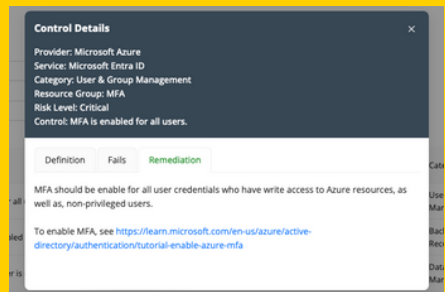 Control Details
×
Provider: Microsoft Azure
Service: Microsoft Entra ID
Category: User & Group Management
Resource Group: MFA
Risk Level: Critical
Control: MFA is enabled for all users.
Definition Fails Remediation
MFA should be enable for all user credentials who have write access to Azure resources, as
well as, non-privileged users.
To enable MFA, see https://learn.microsoft.com/en-us/azure/active-
directory/authentication/tutorial-enable-azure-mfa